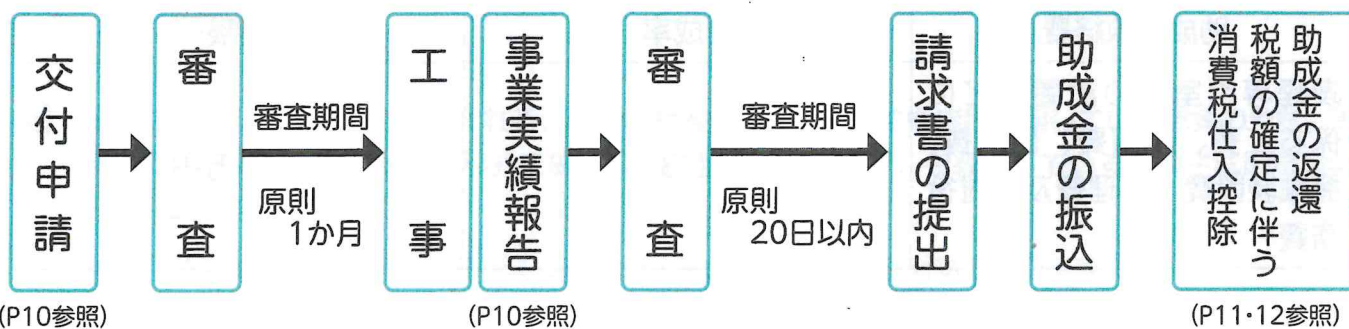 交付申請
(P10参照)
審査
審査期間
原則
1か月
工事
事業実績報告
(P10参照)
審査
審査期間
原則
20日以内
請求書の提出
助成金の振込
消費税仕入控除
税額の確定に伴う
助成金の返還
(P11・12参照)